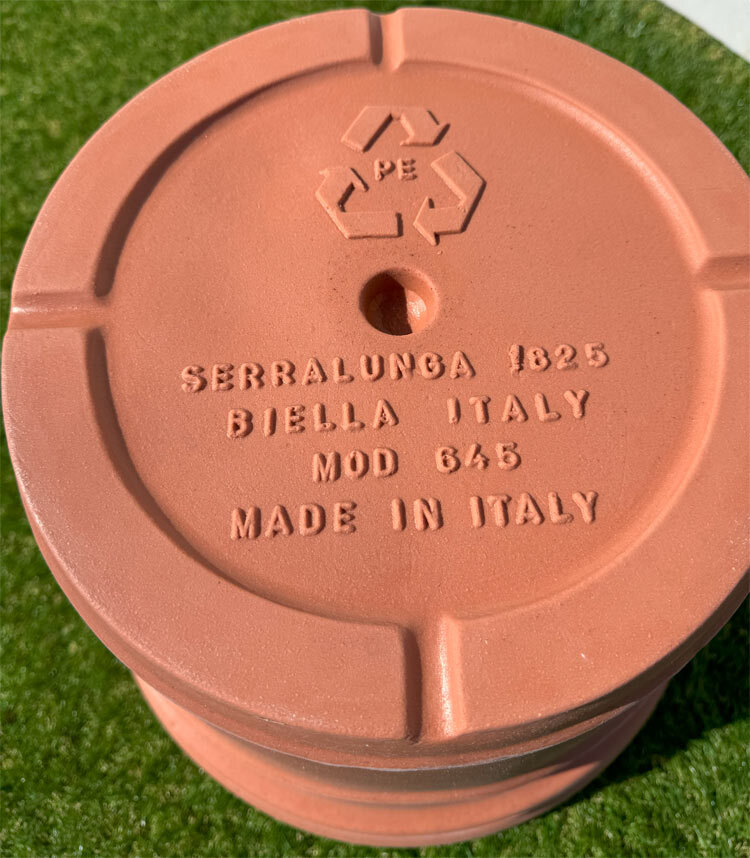 PE
SERRALUNGA 1825
BIELLA ITALY
MOD 645
MADE IN ITALY